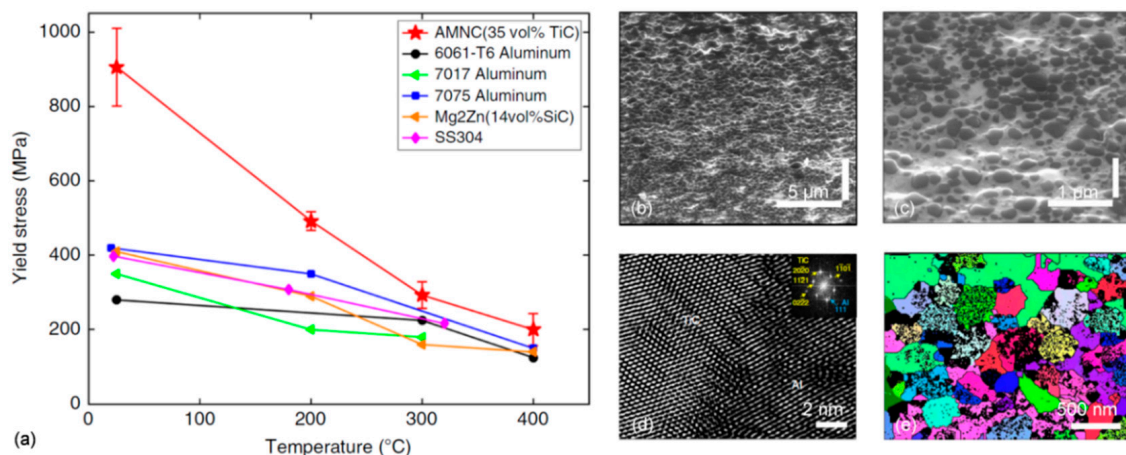 1000
800
600
400
200
0
Yield stress (MPa)
0
100
200
300
400
Temperature (°C)
AMNC(35 vol% TiC)
6061-T6 Aluminum
7017 Aluminum
7075 Aluminum
Mg2Zn(14vol%SiC)
SS304
(a)
5 μm
(b)
1 μm
(c)
TiC
Al
TiC
Al
2 nm
(d)
500 nm
(e)